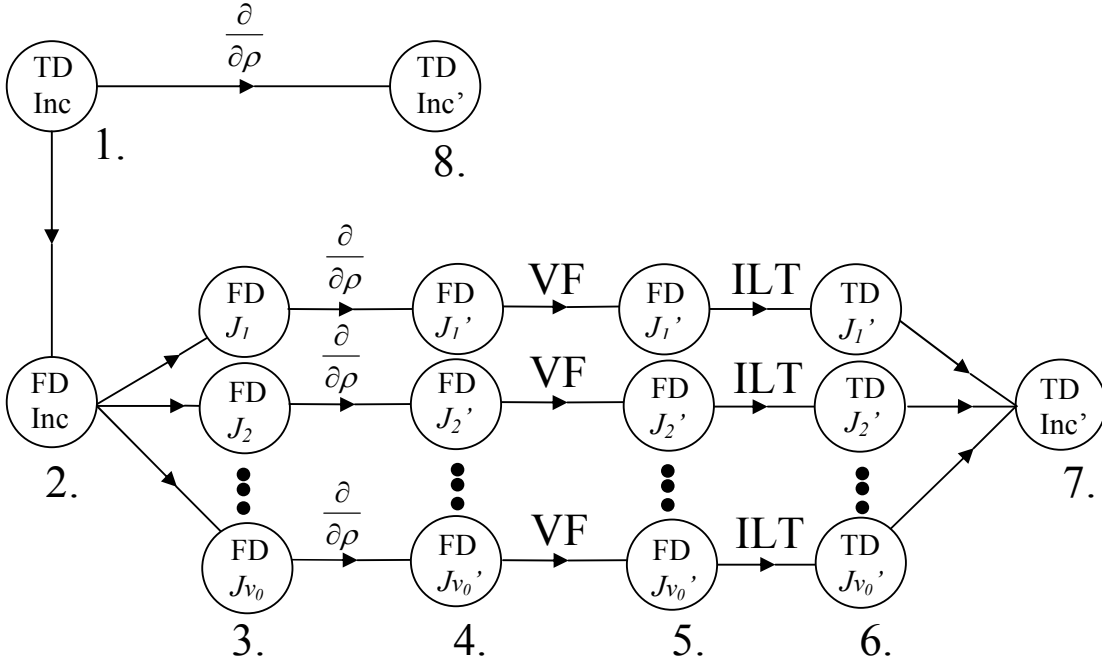 ∂
∂ρ
TD
Inc
TD
Inc’
1.
8.
∂
∂ρ
VF
ILT
FD
J₁
FD
J₁’
FD
J₁’
TD
J₁’
∂
∂ρ
VF
ILT
FD
Inc
FD
J₂
FD
J₂’
FD
J₂’
TD
J₂’
TD
Inc’
2.
7.
∂
∂ρ
VF
ILT
FD
Jv₀
FD
Jv₀’
FD
Jv₀’
TD
Jv₀’
3.
4.
5.
6.